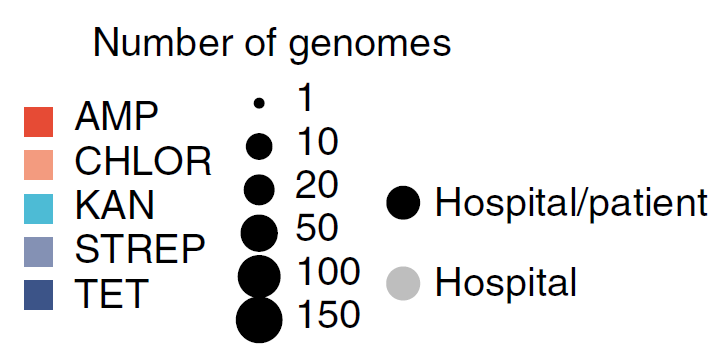 Number of genomes
AMP
CHLOR
KAN
STREP
TET
1
10
20
50
100
150
Hospital/patient
Hospital